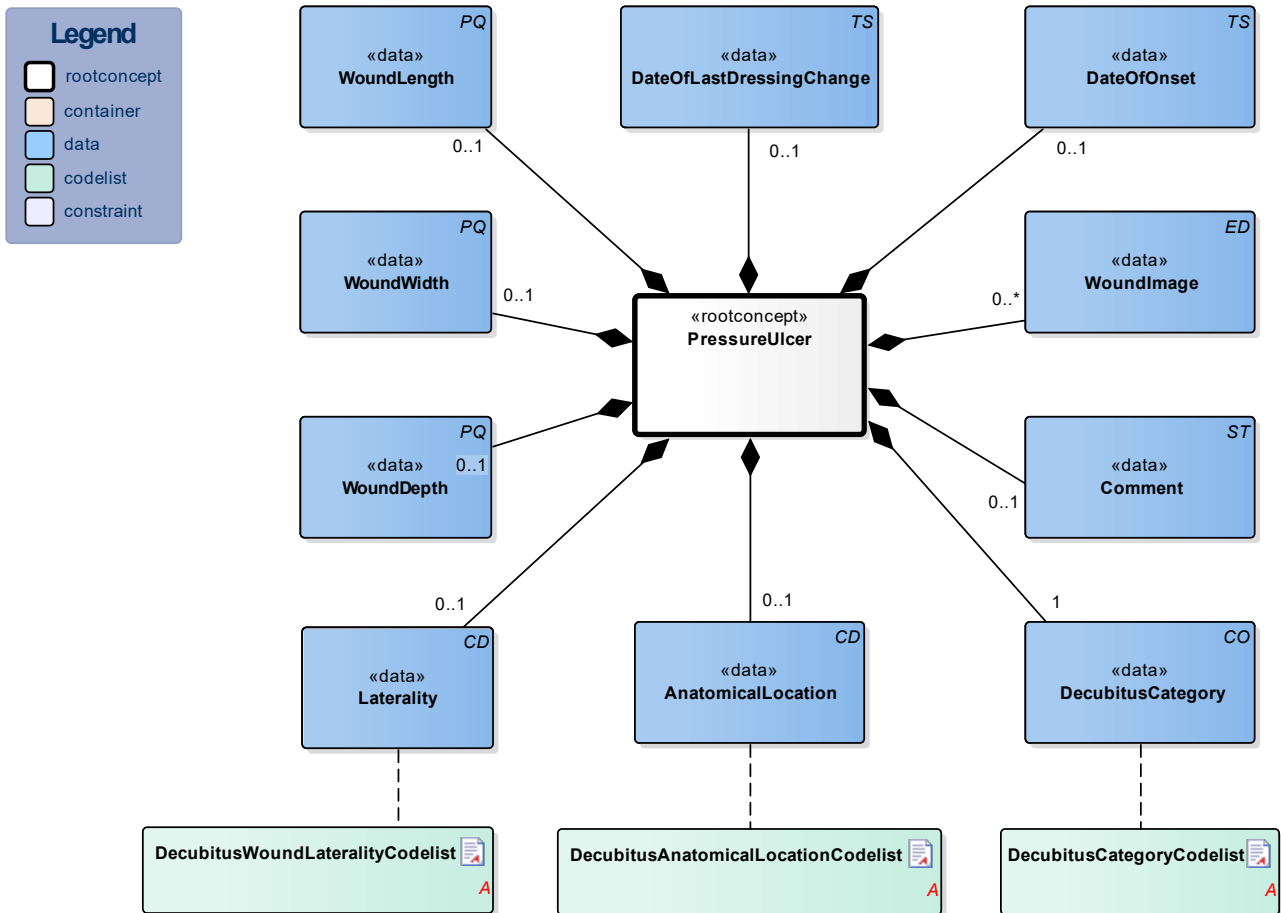 Legend
rootconcept
container
data
codelist
constraint
PQ
«data»
WoundLength
0..1
TS
«data»
DateOfLastDressingChange
0..1
TS
«data»
DateOfOnset
0..1
PQ
«data»
WoundWidth
0..1
«rootconcept»
PressureUlcer
ED
«data»
WoundImage
0..*
PQ
«data»
WoundDepth
0..1
ST
«data»
Comment
0..1
0..1
CD
«data»
Laterality
0..1
CD
«data»
AnatomicalLocation
1
CO
«data»
DecubitusCategory
DecubitusWoundLateralityCodelist
A
DecubitusAnatomicalLocationCodelist
A
DecubitusCategoryCodelist
A